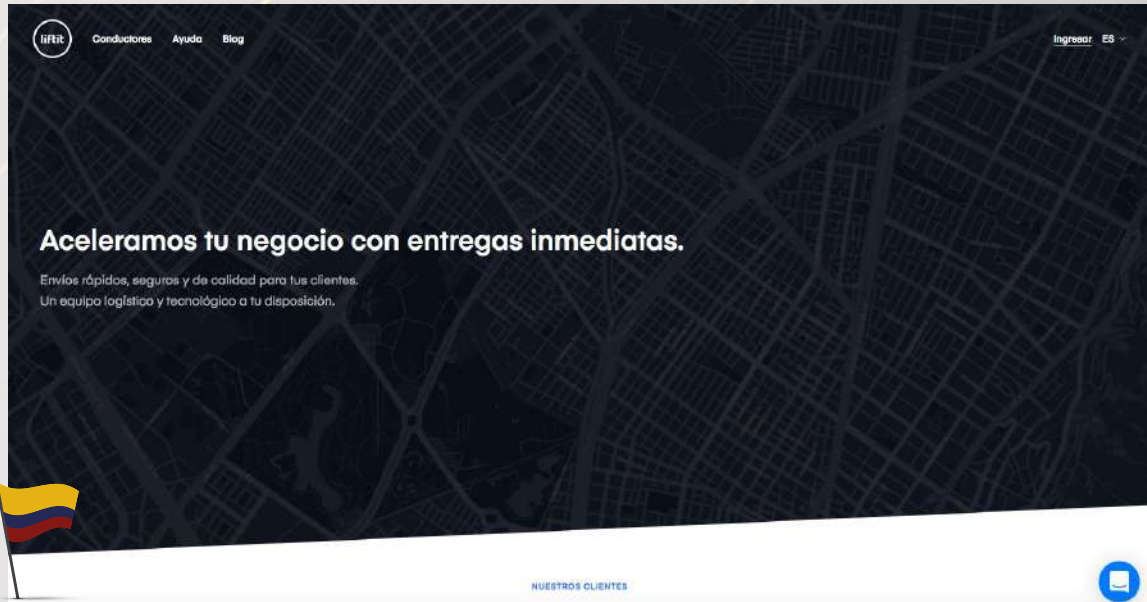 liftit
Conductores Ayuda Blog
Ingresar ES
Aceleramos tu negocio con entregas inmediatas.
Envíos rápidos, seguros y de calidad para tus clientes.
Un equipo logístico y tecnológico a tu disposición.
NUESTROS CLIENTES